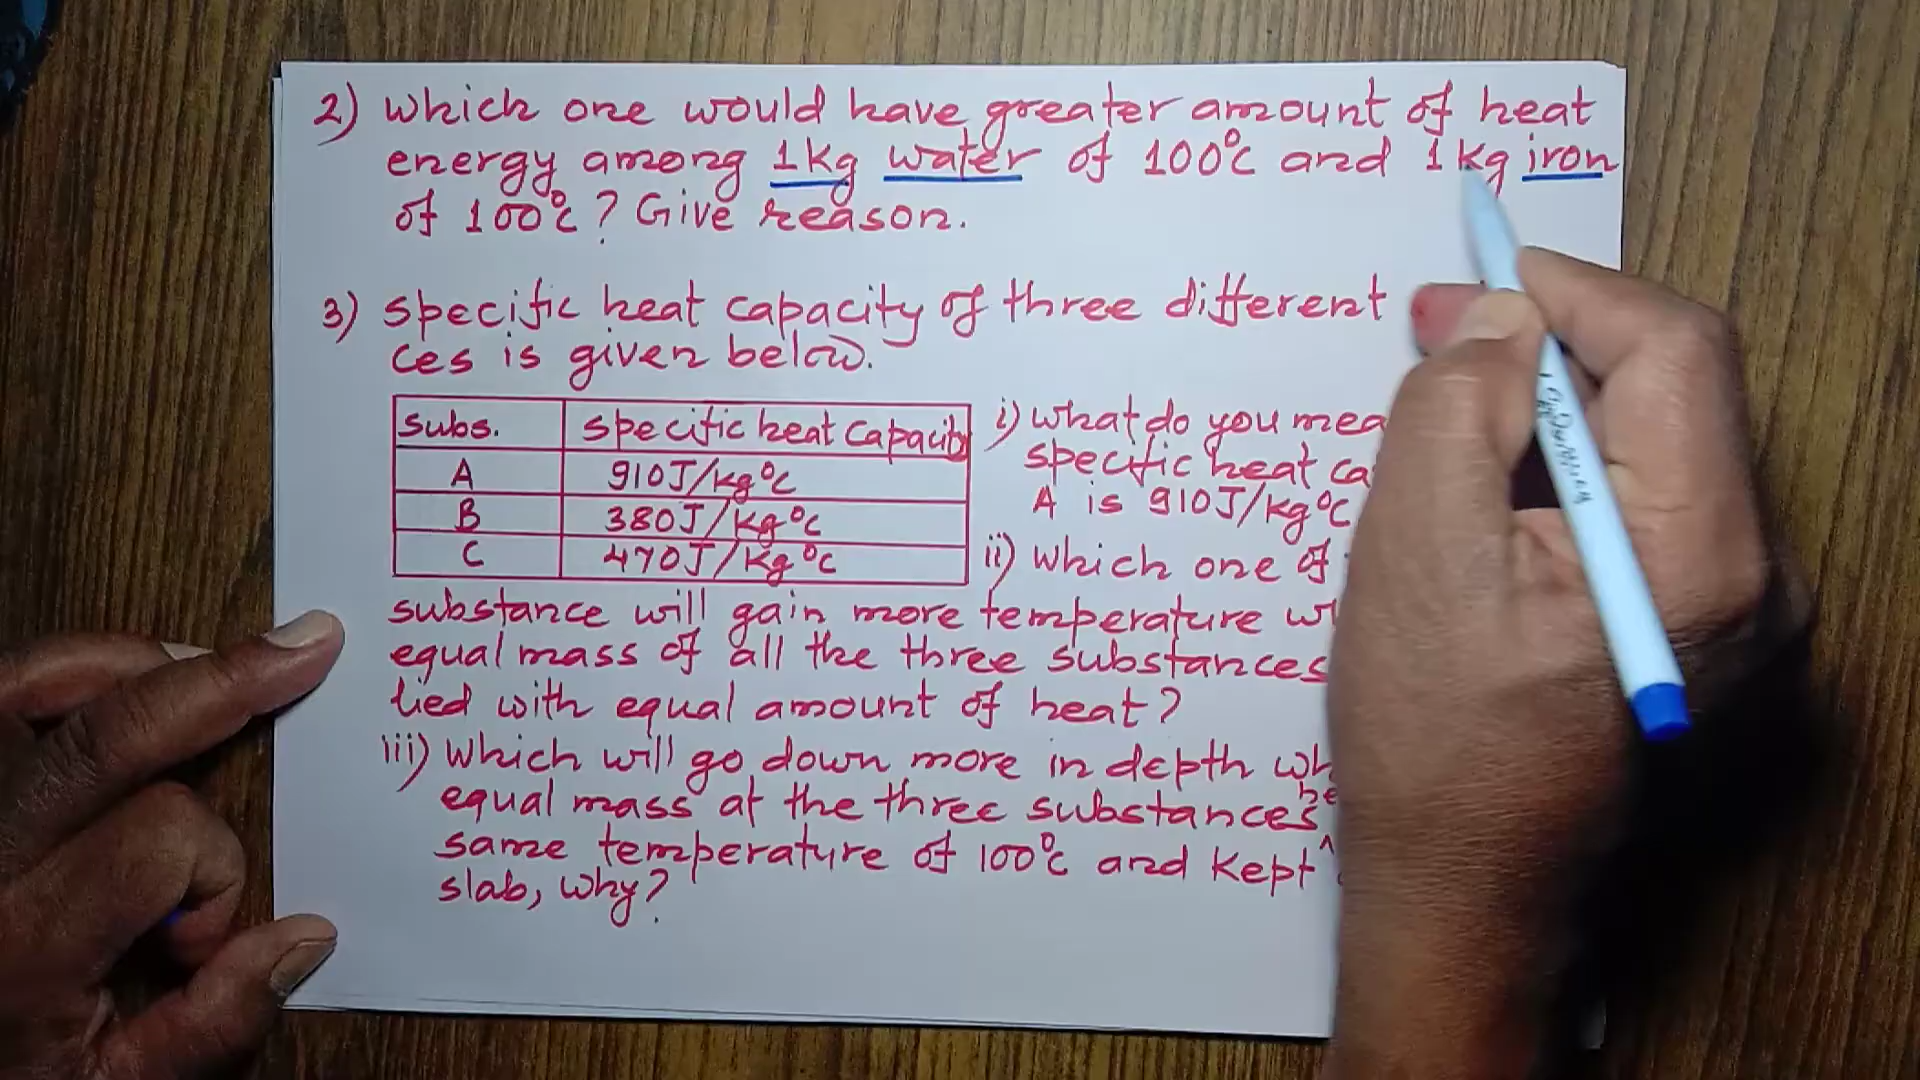 2) which one would have greater amount of heat
energy among 1kg water of 100°C and 1kg iron
of 100°C? Give reason.
3) specific heat capacity of three different
ces is given below.
subs. specific heat capacity
A 910J/kg°C
B 380J/kg°C
C 470J/kg°C
i) what do you mea
specific heat ca
A is 910J/kg°C
ii) which one of
substance will gain more temperature w
equal mass of all the three substances
lied with equal amount of heat?
iii) which will go down more in depth wh
equal mass at the three substances he
same temperature of 100°C and kept
slab, why?